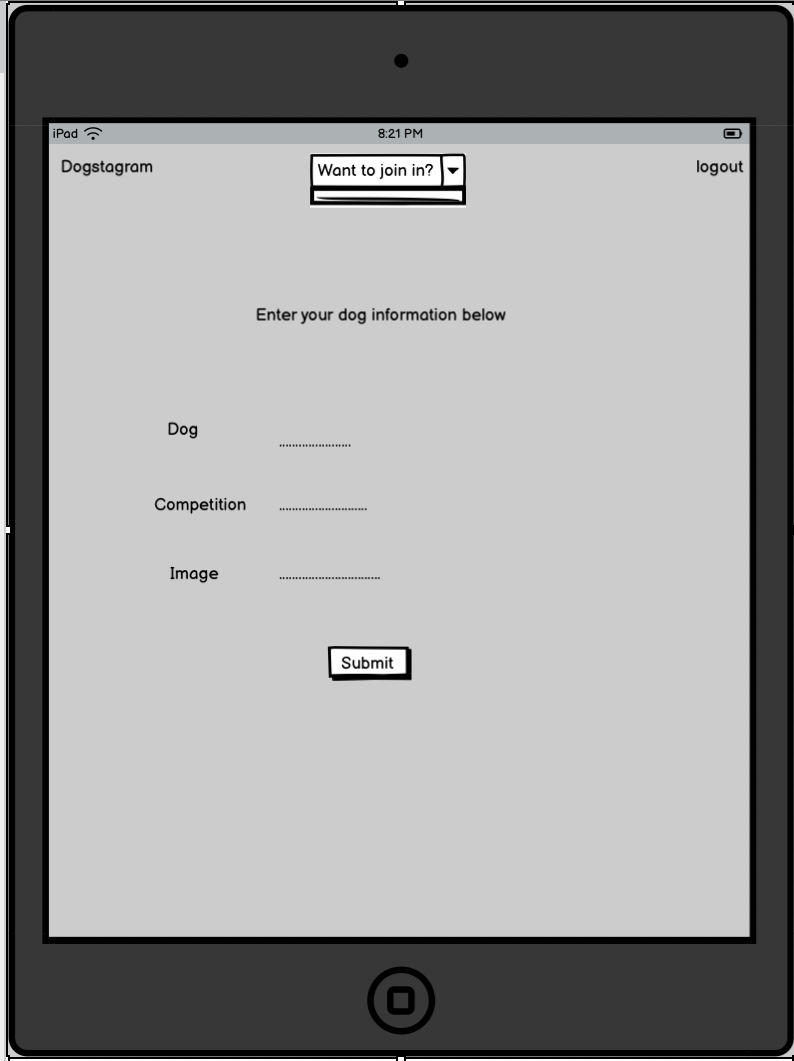 iPad 8:21 PM
Dogstagram Want to join in? logout
Enter your dog information below
Dog .......................
Competition ............................
Image ................................
Submit